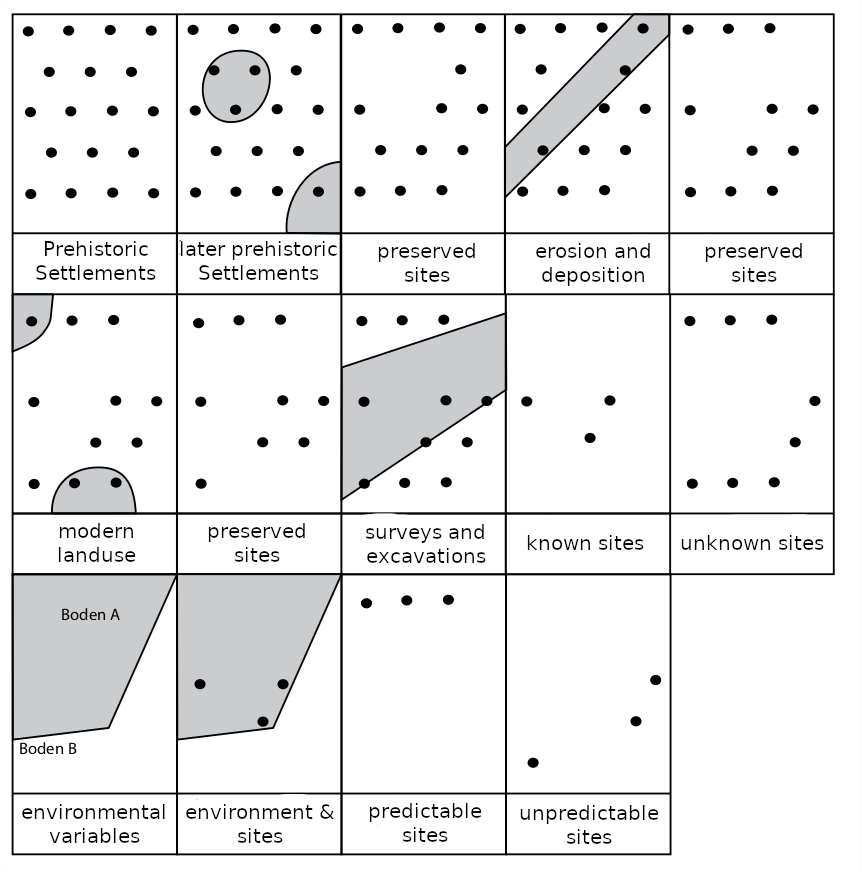 Prehistoric
Settlements
later prehistoric
Settlements
preserved
sites
erosion and
deposition
preserved
sites
modern
landuse
preserved
sites
surveys and
excavations
known sites
unknown sites
Boden A
Boden B
environmental
variables
environment &
sites
predictable
sites
unpredictable
sites